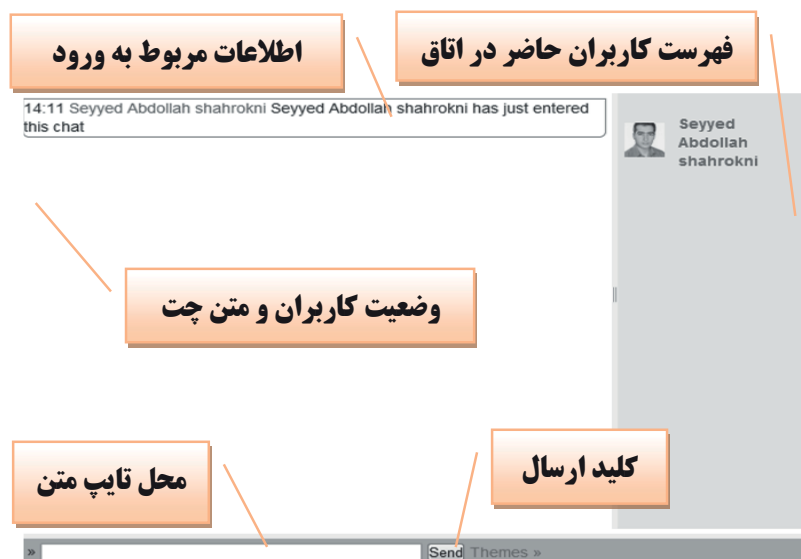 فهرست کاربران حاضر در اتاق
اطلاعات مربوط به ورود
14:11 Seyyed Abdollah shahrokni Seyyed Abdollah shahrokni has just entered
this chat
Seyyed
Abdollah
shahrokni
وضعیت کاربران و متن چت
کلید ارسال
محل تایپ متن
»
Send Themes »